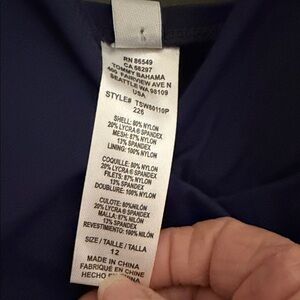 RN 86549
CA 68297
TOMMY BAHAMA
400 FAIRVIEW AVE N
SEATTLE WA 98109
USA
STYLE# TSW80110P
226
SHELL: 80% NYLON
20% LYCRA® SPANDEX
MESH: 87% NYLON
13% SPANDEX
LINING: 100% NYLON
COQUILLE: 80% NYLON
20% LYCRA® SPANDEX
FILETS: 87% NYLON
13% SPANDEX
DOUBLURE: 100% NYLON
CULOTE: 80% NILÓN
20% LYCRA® SPANDEX
MALLA: 87% NILÓN
13% SPANDEX
REVESTIMIENTO: 100% NILÓN
SIZE / TAILLE / TALLA
12
MADE IN CHINA
FABRIQUÉ EN CHINE
HECHO EN CHINA